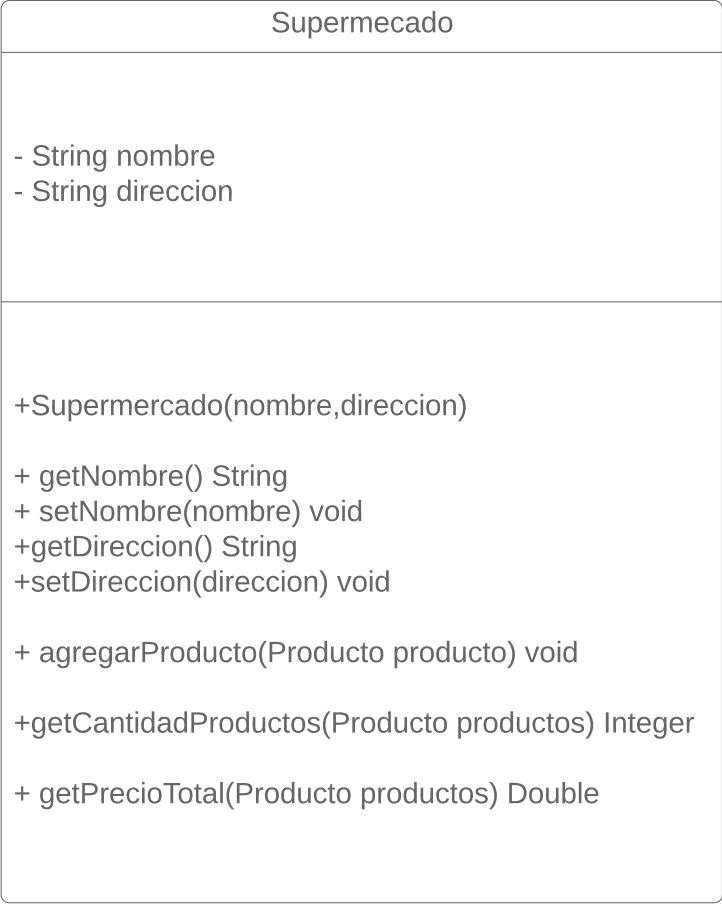 Supermecado
- String nombre
- String direccion
+Supermercado(nombre,direccion)
+ getNombre() String
+ setNombre(nombre) void
+getDireccion() String
+setDireccion(direccion) void
+ agregarProducto(Producto producto) void
+getCantidadProductos(Producto productos) Integer
+ getPrecioTotal(Producto productos) Double